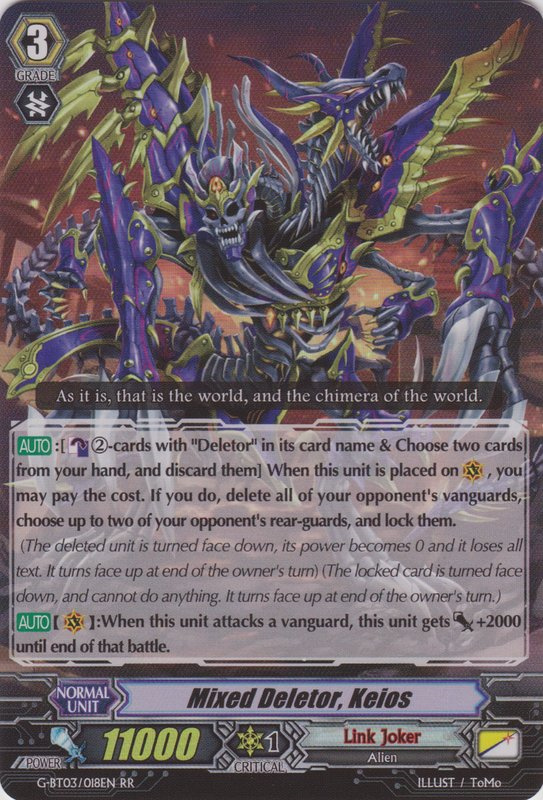 3
GRADE
As it is, that is the world, and the chimera of the world.
AUTO:[②-cards with "Deletor" in its card name & Choose two cards
from your hand, and discard them] When this unit is placed on , you
may pay the cost. If you do, delete all of your opponent's vanguards,
choose up to two of your opponent's rear-guards, and lock them.
(The deleted unit is turned face down, its power becomes 0 and it loses all
text. It turns face up at end of the owner's turn) (The locked card is turned face
down, and cannot do anything. It turns face up at end of the owner's turn.)
AUTO[ ]:When this unit attacks a vanguard, this unit gets +2000
until end of that battle.
NORMAL
UNIT
Mixed Deletor, Keios
POWER
11000
1
CRITICAL
Link Joker
Alien
G-BT03/018EN RR
ILLUST / ToMo